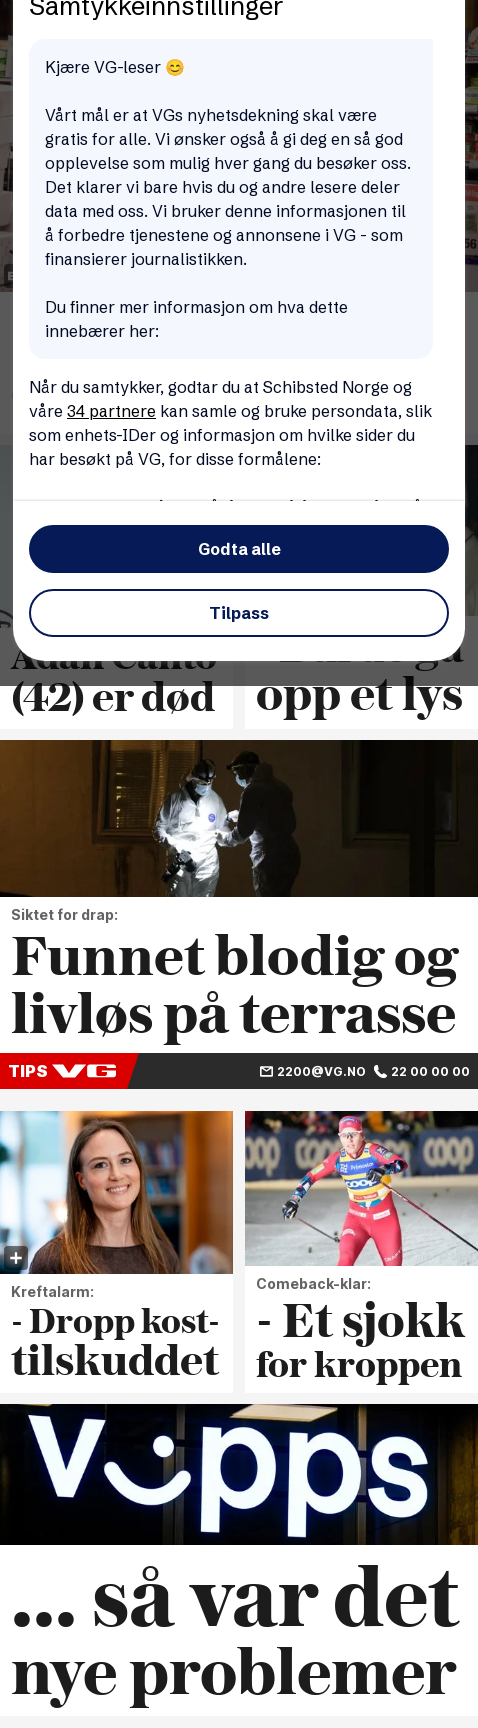 Samtykkeinnstillinger
Kjære VG-leser 😊
Vårt mål er at VGs nyhetsdekning skal være
gratis for alle. Vi ønsker også å gi deg en så god
opplevelse som mulig hver gang du besøker oss.
Det klarer vi bare hvis du og andre lesere deler
data med oss. Vi bruker denne informasjonen til
å forbedre tjenestene og annonsene i VG - som
finansierer journalistikken.
Du finner mer informasjon om hva dette
innebærer her:
Når du samtykker, godtar du at Schibsted Norge og
våre 34 partnere kan samle og bruke persondata, slik
som enhets-IDer og informasjon om hvilke sider du
har besøkt på VG, for disse formålene:
Godta alle
Tilpass
Adan Canto
(42) er død
opp et lys
Siktet for drap:
Funnet blodig og
livløs på terrasse
TIPS VG
2200@VG.NO 22 00 00 00
Kreftalarm:
- Dropp kost-
tilskuddet
coop
Comeback-klar:
- Et sjokk
for kroppen
vipps
... så var det
nye problemer